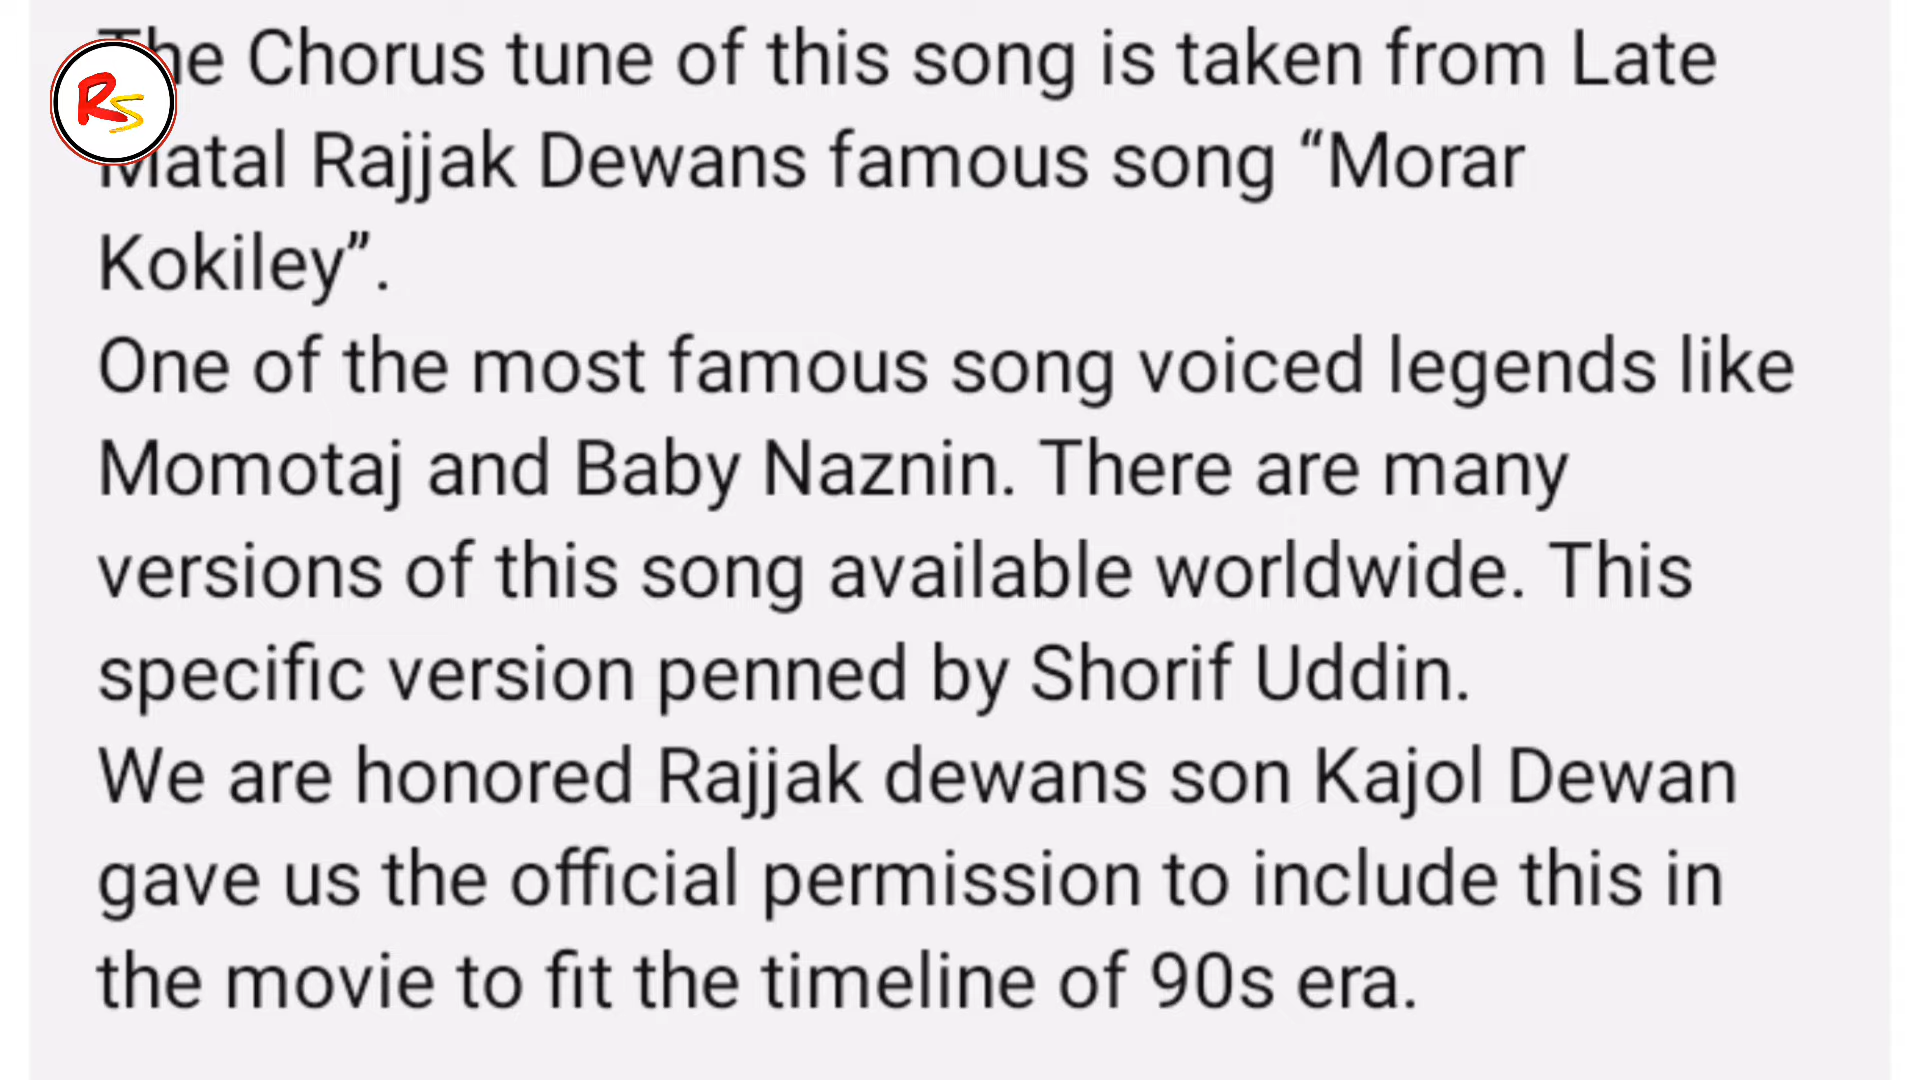 The Chorus tune of this song is taken from Late
Matal Rajjak Dewans famous song “Morar
Kokiley”.
One of the most famous song voiced legends like
Momotaj and Baby Naznin. There are many
versions of this song available worldwide. This
specific version penned by Shorif Uddin.
We are honored Rajjak dewans son Kajol Dewan
gave us the official permission to include this in
the movie to fit the timeline of 90s era.
RS